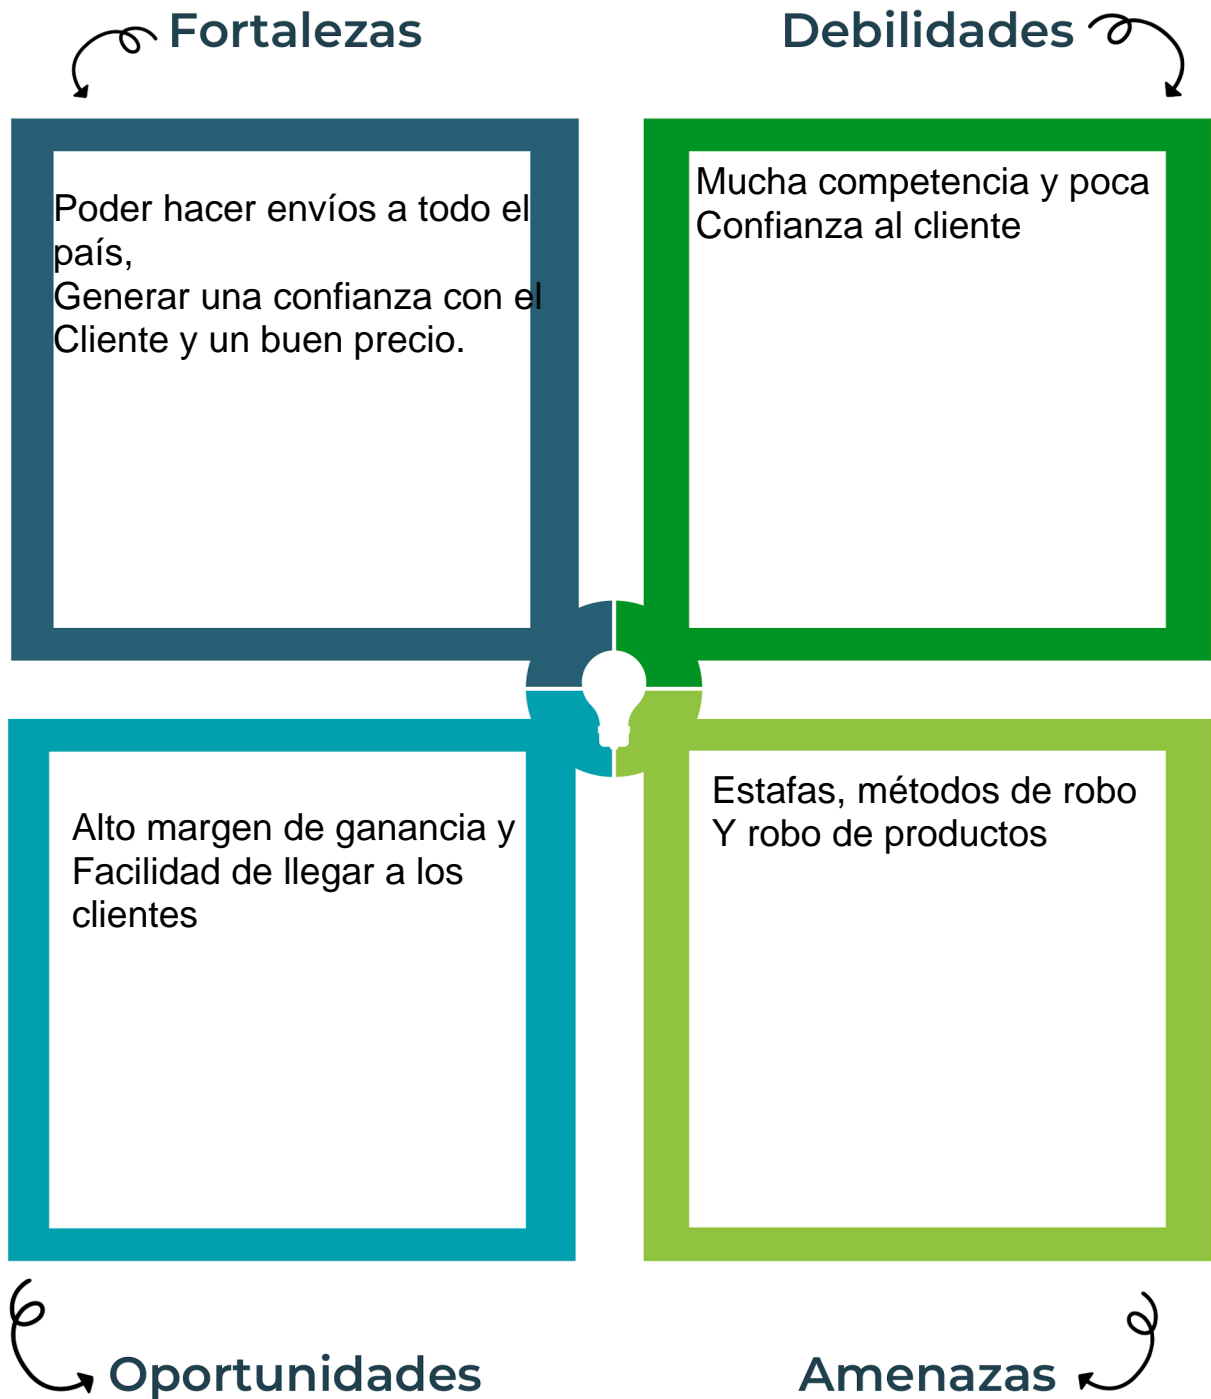 Fortalezas
Poder hacer envíos a todo el
país,
Generar una confianza con el
Cliente y un buen precio.
Debilidades
Mucha competencia y poca
Confianza al cliente
Alto margen de ganancia y
Facilidad de llegar a los
clientes
Oportunidades
Estafas, métodos de robo
Y robo de productos
Amenazas